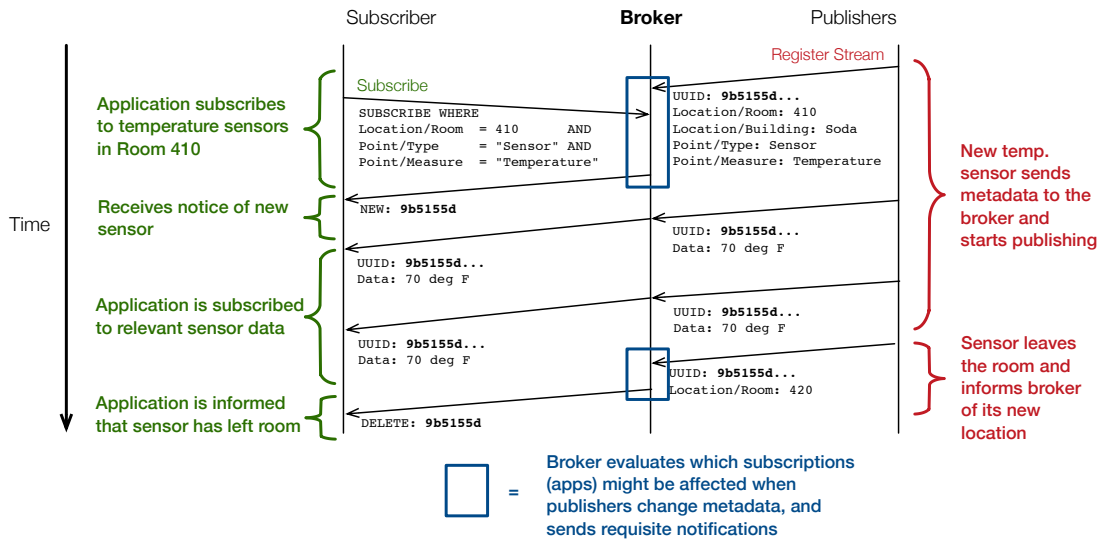 Subscriber
Broker
Publishers
Register Stream
Subscribe
Application subscribes
to temperature sensors
in Room 410
SUBSCRIBE WHERE
Location/Room = 410 AND
Point/Type = "Sensor" AND
Point/Measure = "Temperature"
UUID: 9b5155d...
Location/Room: 410
Location/Building: Soda
Point/Type: Sensor
Point/Measure: Temperature
New temp.
sensor sends
metadata to the
broker and
starts publishing
Time
Receives notice of new
sensor
NEW: 9b5155d
UUID: 9b5155d...
Data: 70 deg F
UUID: 9b5155d...
Data: 70 deg F
Application is subscribed
to relevant sensor data
UUID: 9b5155d...
Data: 70 deg F
UUID: 9b5155d...
Data: 70 deg F
Sensor leaves
the room and
informs broker
of its new
location
UUID: 9b5155d...
Location/Room: 420
Application is informed
that sensor has left room
DELETE: 9b5155d
=
Broker evaluates which subscriptions
(apps) might be affected when
publishers change metadata, and
sends requisite notifications